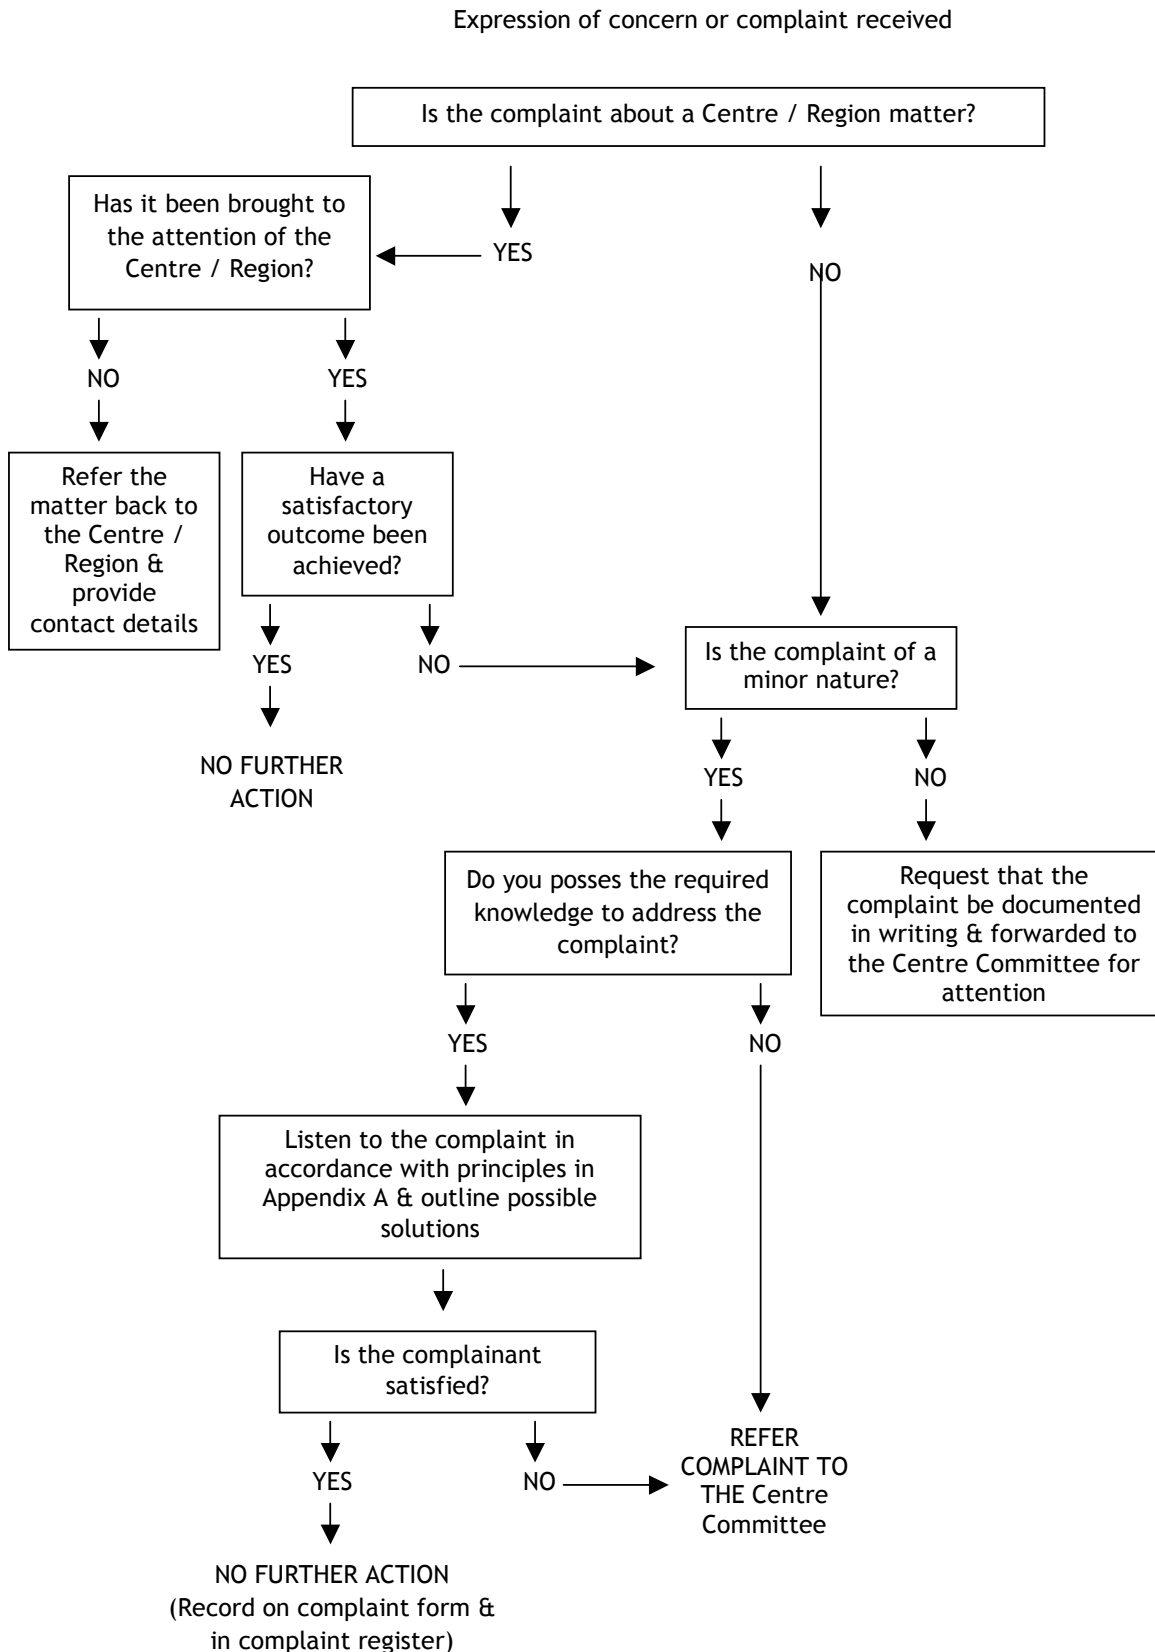 Expression of concern or complaint received
Is the complaint about a Centre / Region matter?
Has it been brought to
the attention of the
Centre / Region?
YES
NO
NO
YES
Refer the
matter back to
the Centre /
Region &
provide
contact details
Have a
satisfactory
outcome been
achieved?
YES
NO
Is the complaint of a
minor nature?
NO FURTHER
ACTION
YES
NO
Do you posses the required
knowledge to address the
complaint?
Request that the
complaint be documented
in writing & forwarded to
the Centre Committee for
attention
YES
NO
Listen to the complaint in
accordance with principles in
Appendix A & outline possible
solutions
Is the complainant
satisfied?
YES
NO
REFER
COMPLAINT TO
THE Centre
Committee
NO FURTHER ACTION
(Record on complaint form &
in complaint register)